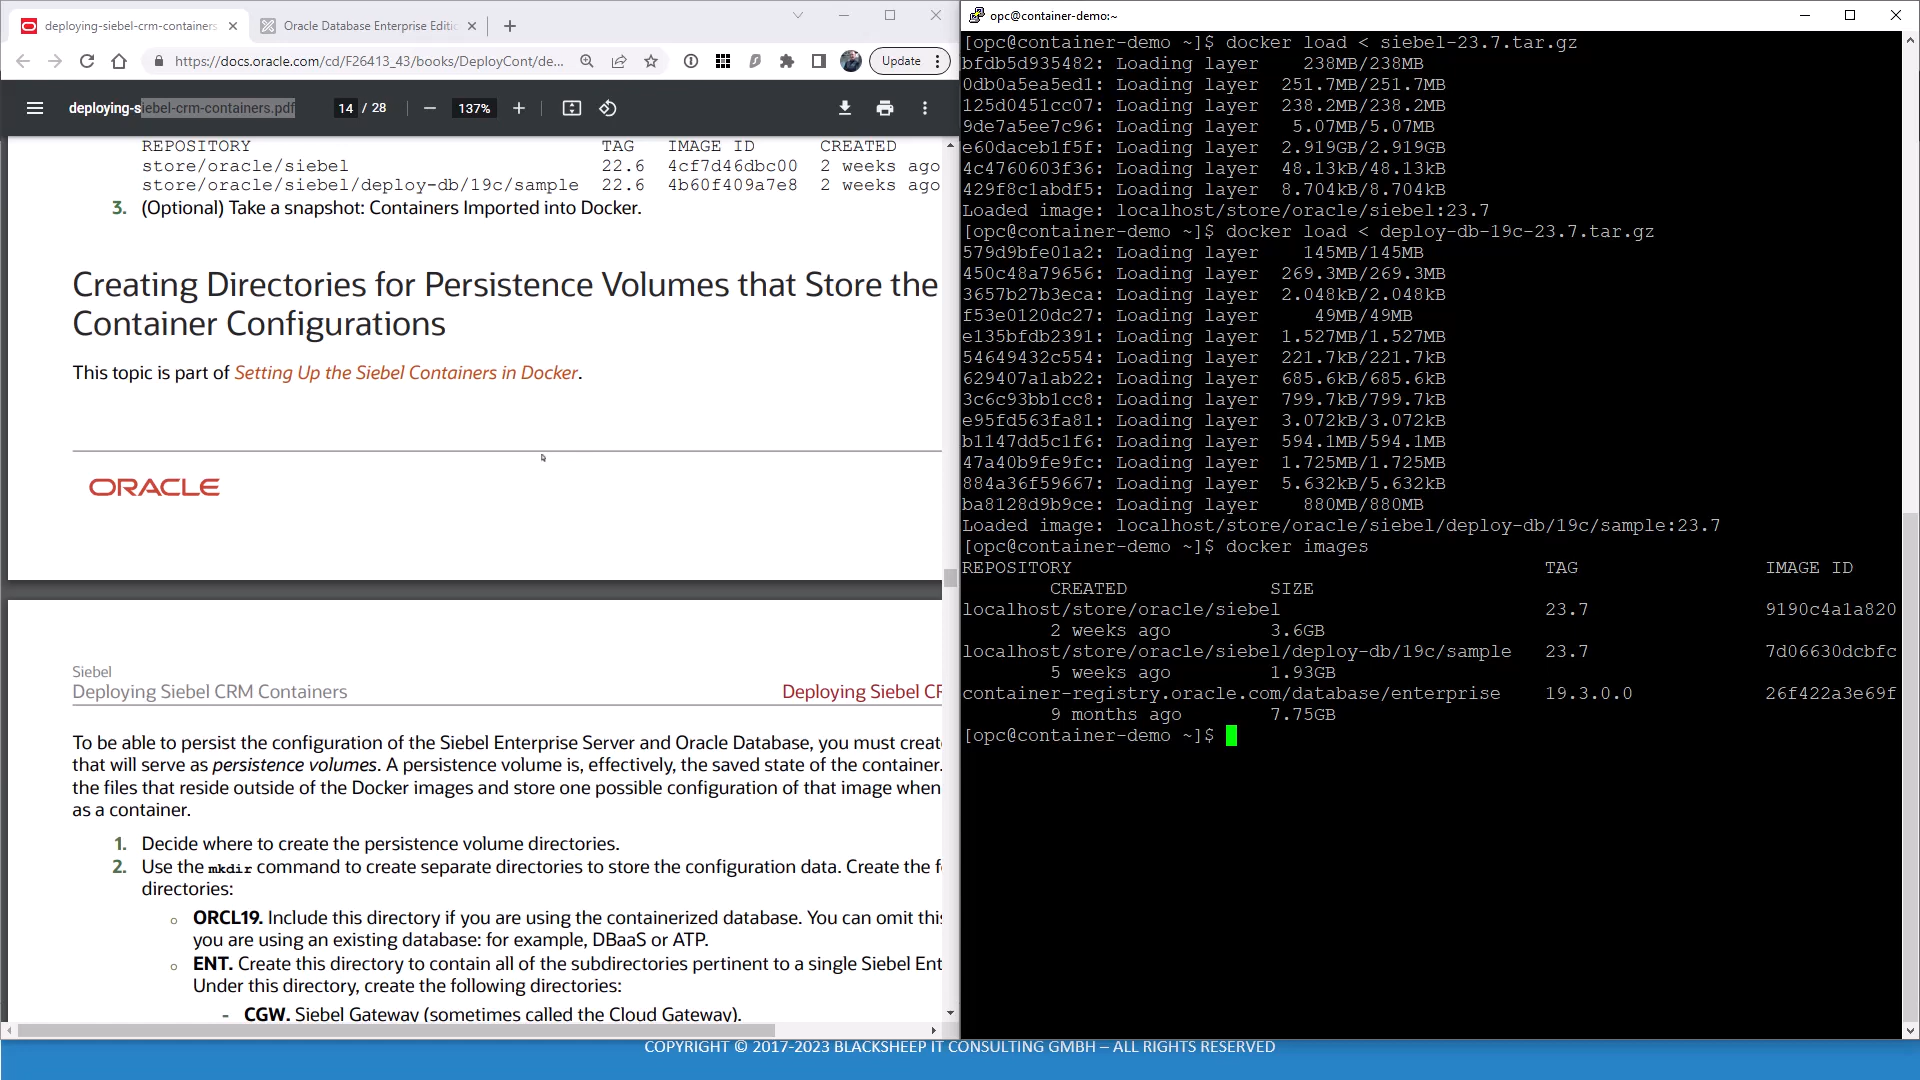 deploying-siebel-crm-containers
Oracle Database Enterprise Editi
https://docs.oracle.com/cd/F26413_43/books/DeployCont/de...
Update
deploying-siebel-crm-containers.pdf
14 / 28
137%
REPOSITORY TAG IMAGE ID CREATED
store/oracle/siebel 22.6 4cf7d46dbc00 2 weeks ago
store/oracle/siebel/deploy-db/19c/sample 22.6 4b60f409a7e8 2 weeks ago
3. (Optional) Take a snapshot: Containers Imported into Docker.
Creating Directories for Persistence Volumes that Store the
Container Configurations
This topic is part of Setting Up the Siebel Containers in Docker.
ORACLE
Siebel
Deploying Siebel CRM Containers Deploying Siebel CR
To be able to persist the configuration of the Siebel Enterprise Server and Oracle Database, you must creat
that will serve as persistence volumes. A persistence volume is, effectively, the saved state of the container.
the files that reside outside of the Docker images and store one possible configuration of that image when
as a container.
1. Decide where to create the persistence volume directories.
2. Use the mkdir command to create separate directories to store the configuration data. Create the f
directories:
○ ORCL19. Include this directory if you are using the containerized database. You can omit this
you are using an existing database: for example, DBaaS or ATP.
○ ENT. Create this directory to contain all of the subdirectories pertinent to a single Siebel Ent
Under this directory, create the following directories:
- CGW. Siebel Gateway (sometimes called the Cloud Gateway).
opc@container-demo:~
[opc@container-demo ~]$ docker load < siebel-23.7.tar.gz
bfdb5d935482: Loading layer 238MB/238MB
0db0a5ea5ed1: Loading layer 251.7MB/251.7MB
125d0451cc07: Loading layer 238.2MB/238.2MB
9de7a5ee7c96: Loading layer 5.07MB/5.07MB
e60daceb1f5f: Loading layer 2.919GB/2.919GB
4c4760603f36: Loading layer 48.13kB/48.13kB
429f8c1abdf5: Loading layer 8.704kB/8.704kB
Loaded image: localhost/store/oracle/siebel:23.7
[opc@container-demo ~]$ docker load < deploy-db-19c-23.7.tar.gz
579d9bfe01a2: Loading layer 145MB/145MB
450c48a79656: Loading layer 269.3MB/269.3MB
3657b27b3eca: Loading layer 2.048kB/2.048kB
f53e0120dc27: Loading layer 49MB/49MB
e135bfdb2391: Loading layer 1.527MB/1.527MB
54649432c554: Loading layer 221.7kB/221.7kB
629407a1ab22: Loading layer 685.6kB/685.6kB
3c6c93bb1cc8: Loading layer 799.7kB/799.7kB
e95fd563fa81: Loading layer 3.072kB/3.072kB
b1147dd5c1f6: Loading layer 594.1MB/594.1MB
47a40b9fe9fc: Loading layer 1.725MB/1.725MB
884a36f59667: Loading layer 5.632kB/5.632kB
ba8128d9b9ce: Loading layer 880MB/880MB
Loaded image: localhost/store/oracle/siebel/deploy-db/19c/sample:23.7
[opc@container-demo ~]$ docker images
REPOSITORY TAG IMAGE ID
CREATED SIZE
localhost/store/oracle/siebel 23.7 9190c4a1a820
2 weeks ago 3.6GB
localhost/store/oracle/siebel/deploy-db/19c/sample 23.7 7d06630dcbfc
5 weeks ago 1.93GB
container-registry.oracle.com/database/enterprise 19.3.0.0 26f422a3e69f
9 months ago 7.75GB
[opc@container-demo ~]$
COPYRIGHT © 2017-2023 BLACKSHEEP IT CONSULTING GMBH – ALL RIGHTS RESERVED